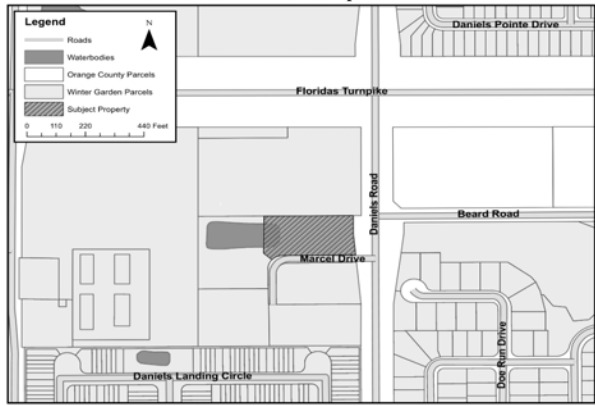 Legend
N
Roads
Waterbodies
Orange County Parcels
Winter Garden Parcels
Subject Property
0 110 220 440 Feet
Daniels Pointe Drive
Floridas Turnpike
Daniels Road
Beard Road
Marcel Drive
Doe Run Drive
Daniels Landing Circle